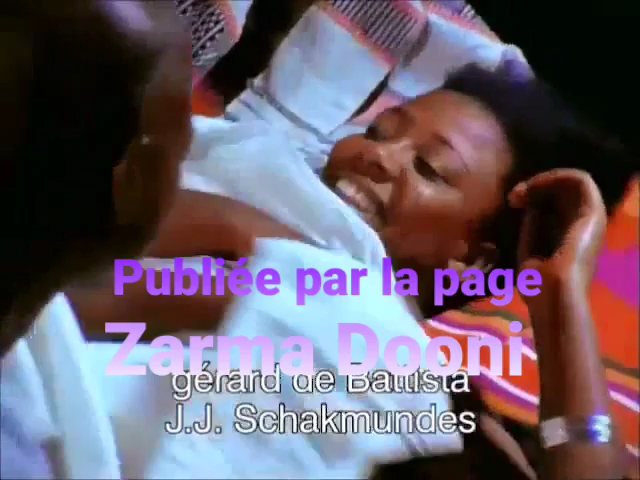 Publiée par la page
Zarma Dooni
gérard de Battista
J.J. Schakmundes